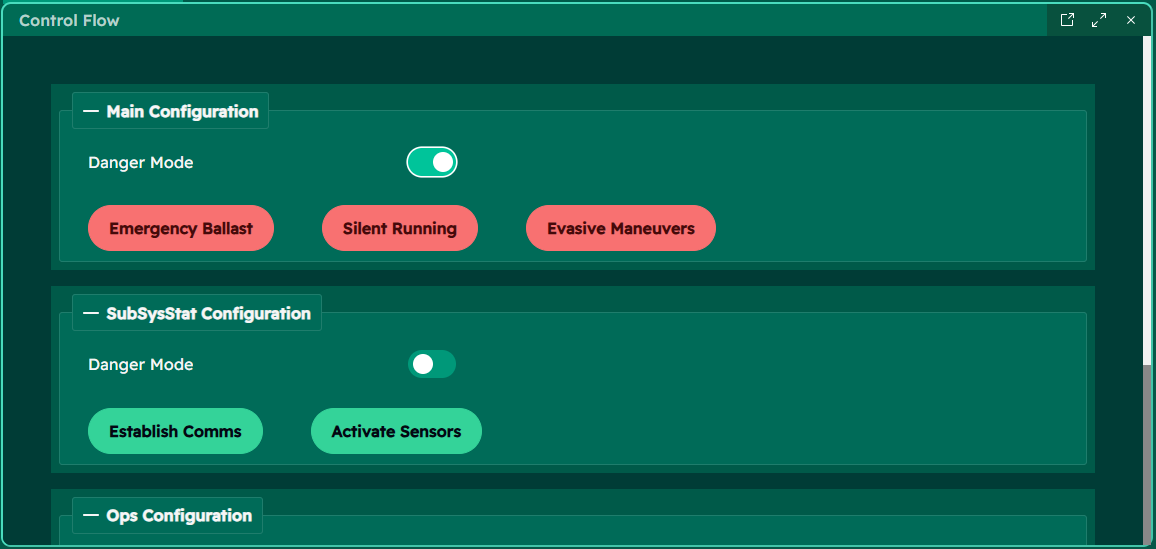 Control Flow
Main Configuration
Danger Mode
Emergency Ballast Silent Running Evasive Maneuvers
SubSysStat Configuration
Danger Mode
Establish Comms Activate Sensors
Ops Configuration